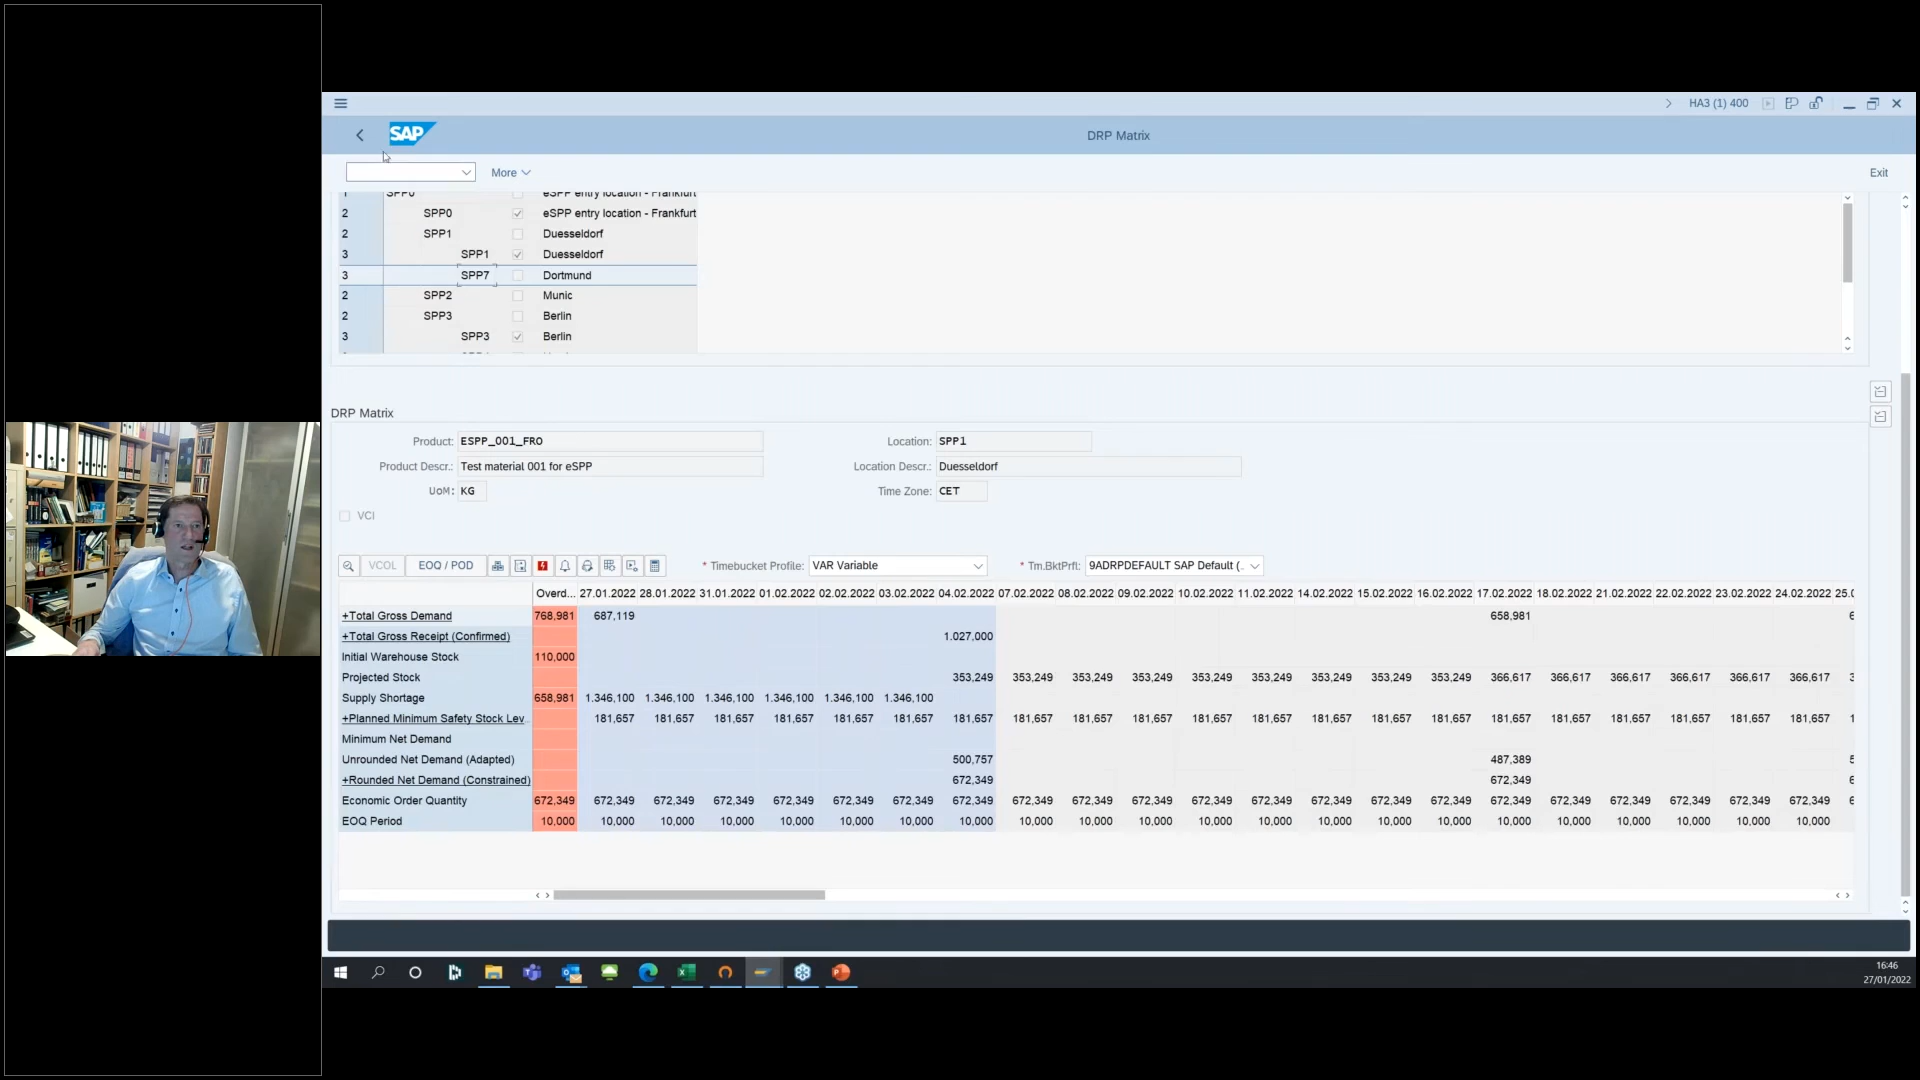 HA3 (1) 400
SAP
DRP Matrix
More
Exit
1 SPP0 eSPP entry location - Frankfurt
2 SPP0 eSPP entry location - Frankfurt
2 SPP1 Duesseldorf
3 SPP1 Duesseldorf
3 SPP7 Dortmund
2 SPP2 Munic
2 SPP3 Berlin
3 SPP3 Berlin
DRP Matrix
Product: ESPP_001_FRO Location: SPP1
Product Descr.: Test material 001 for eSPP Location Descr.: Duesseldorf
UoM: KG Time Zone: CET
VCI
VCOL EOQ / POD * Timebucket Profile: VAR Variable * Tm.BktPrfl: 9ADRPDEFAULT SAP Default (..
Overd... 27.01.2022 28.01.2022 31.01.2022 01.02.2022 02.02.2022 03.02.2022 04.02.2022 07.02.2022 08.02.2022 09.02.2022 10.02.2022 11.02.2022 14.02.2022 15.02.2022 16.02.2022 17.02.2022 18.02.2022 21.02.2022 22.02.2022 23.02.2022 24.02.2022 25.0
+Total Gross Demand 768,981 687,119 658,981 6
+Total Gross Receipt (Confirmed) 1.027,000
Initial Warehouse Stock 110,000
Projected Stock 353,249 353,249 353,249 353,249 353,249 353,249 353,249 353,249 353,249 366,617 366,617 366,617 366,617 366,617 366,617 3
Supply Shortage 658,981 1.346,100 1.346,100 1.346,100 1.346,100 1.346,100 1.346,100
+Planned Minimum Safety Stock Lev.. 181,657 181,657 181,657 181,657 181,657 181,657 181,657 181,657 181,657 181,657 181,657 181,657 181,657 181,657 181,657 181,657 181,657 181,657 181,657 181,657 181,657 1
Minimum Net Demand
Unrounded Net Demand (Adapted) 500,757 487,389 5
+Rounded Net Demand (Constrained) 672,349 672,349 6
Economic Order Quantity 672,349 672,349 672,349 672,349 672,349 672,349 672,349 672,349 672,349 672,349 672,349 672,349 672,349 672,349 672,349 672,349 672,349 672,349 672,349 672,349 672,349 672,349 6
EOQ Period 10,000 10,000 10,000 10,000 10,000 10,000 10,000 10,000 10,000 10,000 10,000 10,000 10,000 10,000 10,000 10,000 10,000 10,000 10,000 10,000 10,000 10,000
16:46
27/01/2022